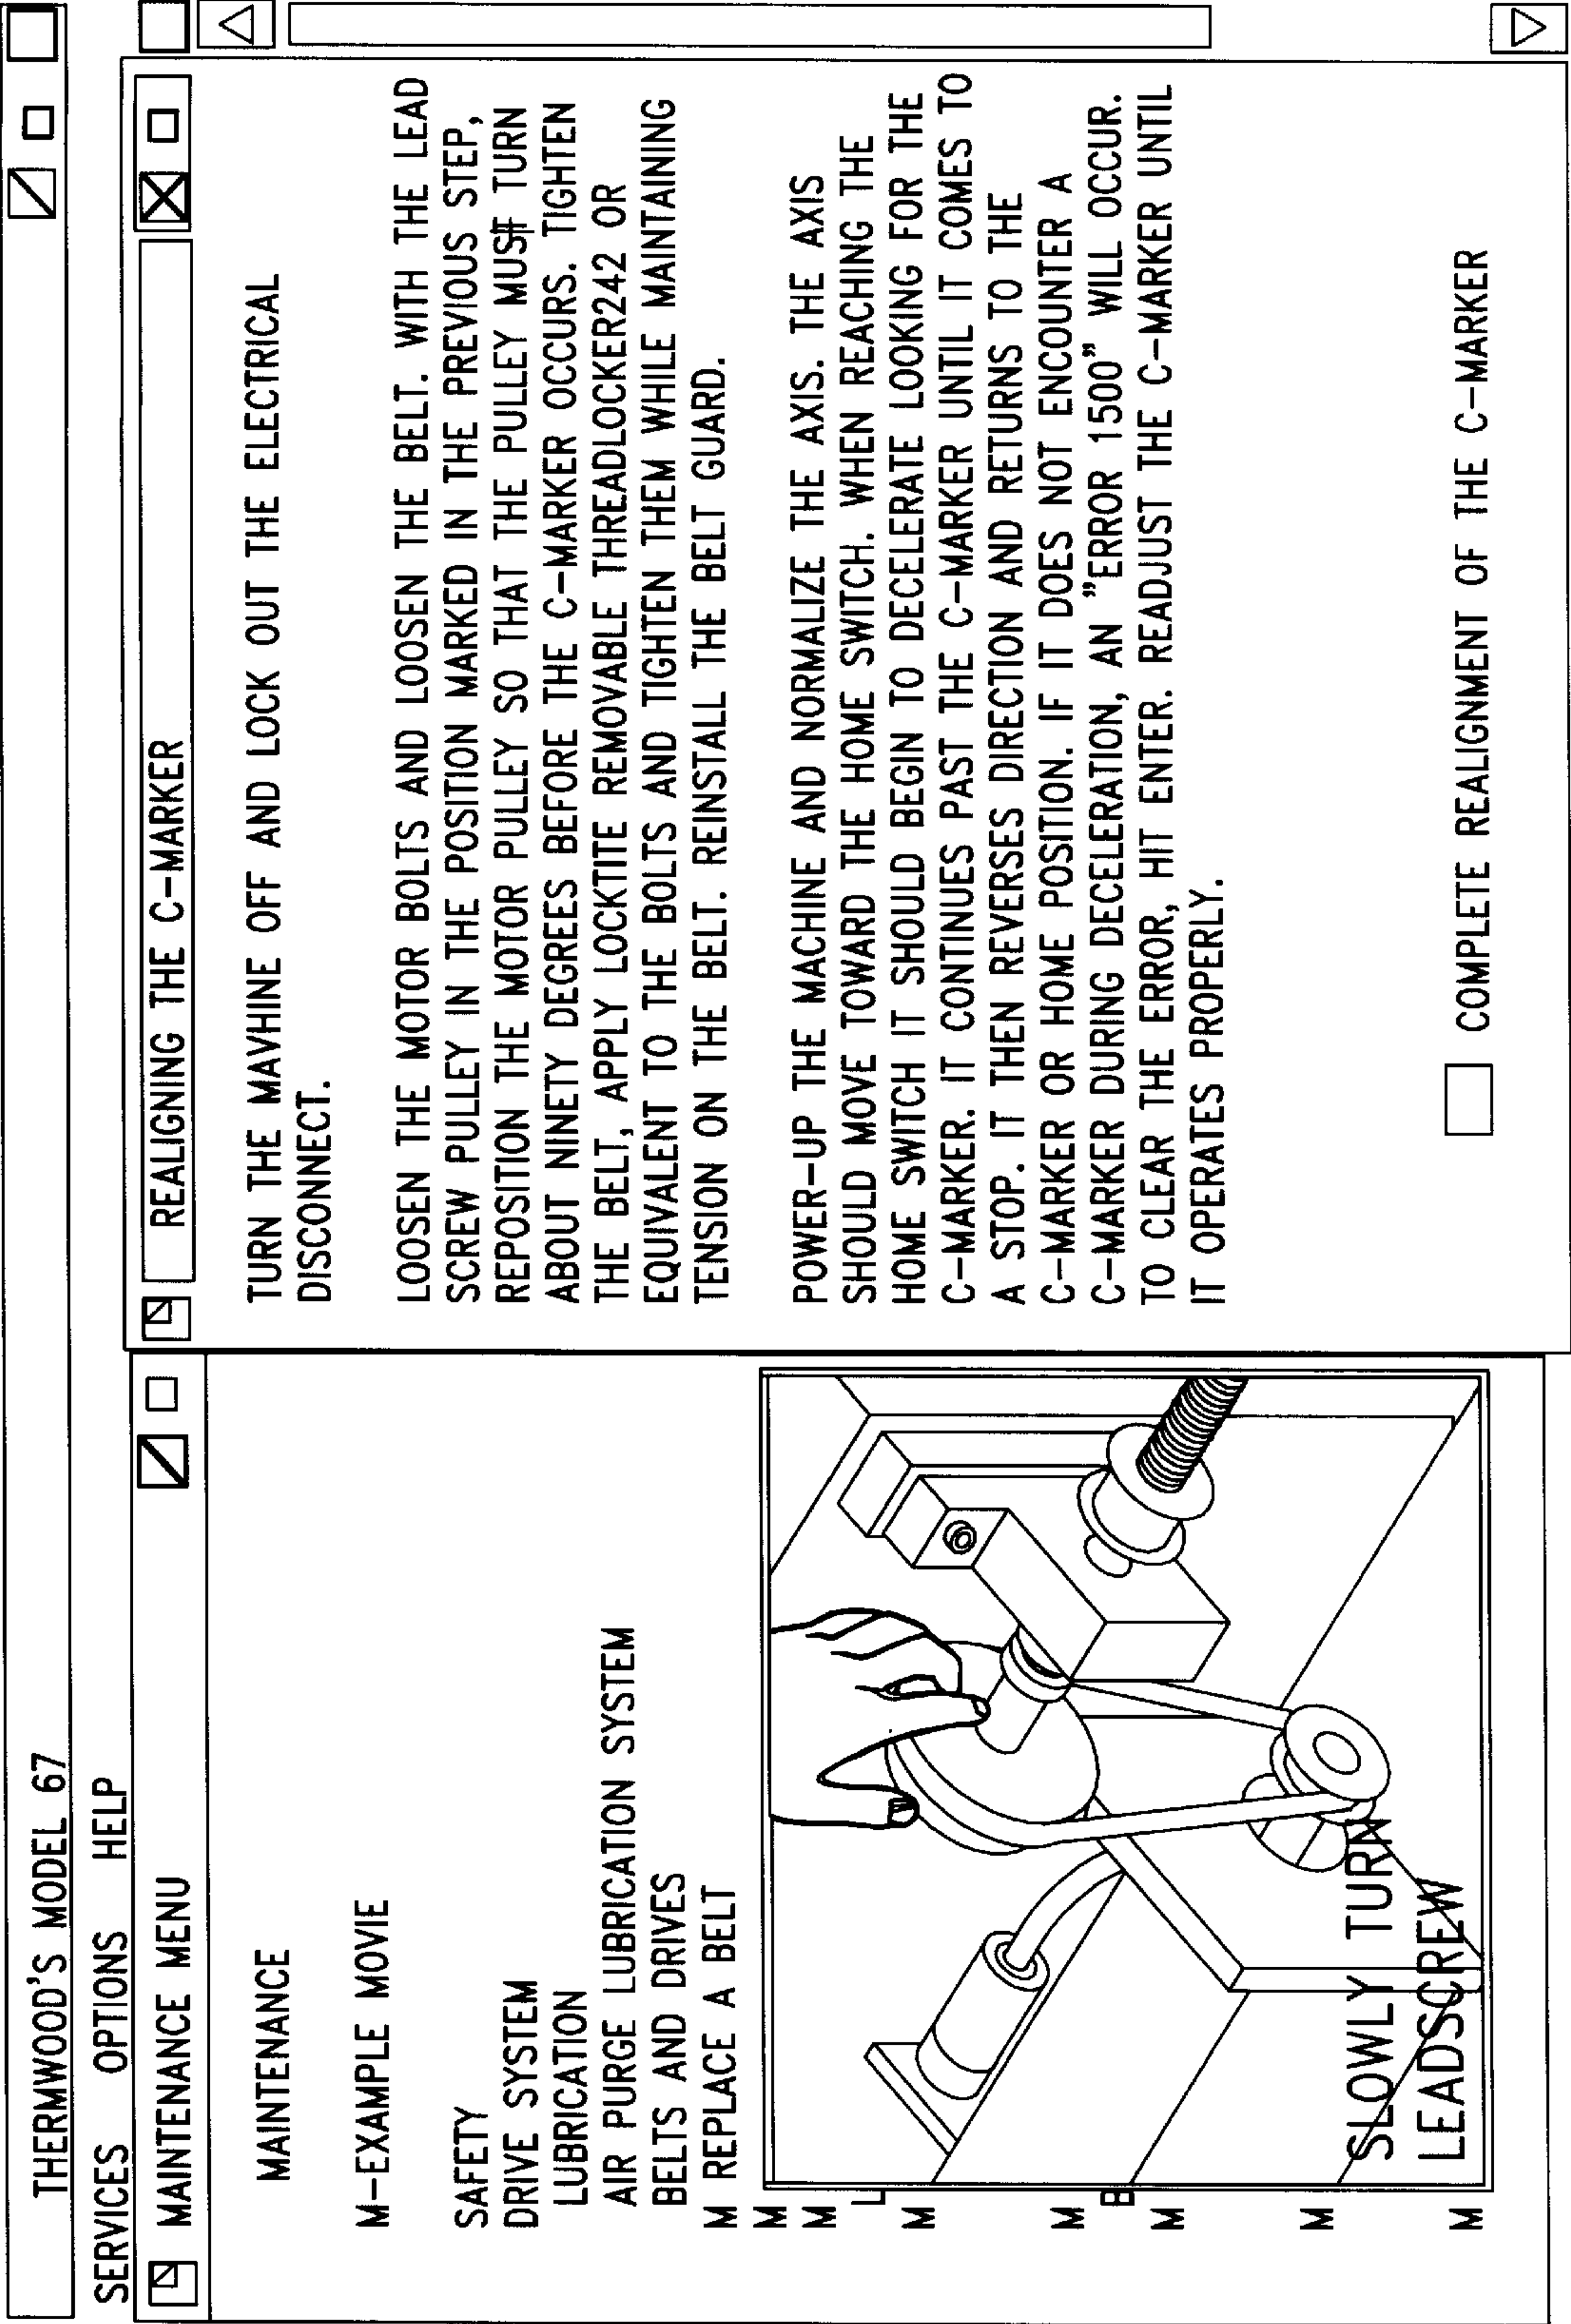 THERMWOOD'S MODEL 67
SERVICES OPTIONS HELP
MAINTENANCE MENU
MAINTENANCE
M-EXAMPLE MOVIE
SAFETY
DRIVE SYSTEM
LUBRICATION
AIR PURGE LUBRICATION SYSTEM
BELTS AND DRIVES
M REPLACE A BELT
M
M
L
M
M
B
M
M
M
SLOWLY TURN
LEADSCREW
REALIGNING THE C-MARKER
TURN THE MAVHINE OFF AND LOCK OUT THE ELECTRICAL
DISCONNECT.
LOOSEN THE MOTOR BOLTS AND LOOSEN THE BELT. WITH THE LEAD
SCREW PULLEY IN THE POSITION MARKED IN THE PREVIOUS STEP,
REPOSITION THE MOTOR PULLEY SO THAT THE PULLEY MUST TURN
ABOUT NINETY DEGREES BEFORE THE C-MARKER OCCURS. TIGHTEN
THE BELT, APPLY LOCKTITE REMOVABLE THREADLOCKER242 OR
EQUIVALENT TO THE BOLTS AND TIGHTEN THEM WHILE MAINTAINING
TENSION ON THE BELT. REINSTALL THE BELT GUARD.
POWER-UP THE MACHINE AND NORMALIZE THE AXIS. THE AXIS
SHOULD MOVE TOWARD THE HOME SWITCH. WHEN REACHING THE
HOME SWITCH IT SHOULD BEGIN TO DECELERATE LOOKING FOR THE
C-MARKER. IT CONTINUES PAST THE C-MARKER UNTIL IT COMES TO
A STOP. IT THEN REVERSES DIRECTION AND RETURNS TO THE
C-MARKER OR HOME POSITION. IF IT DOES NOT ENCOUNTER A
C-MARKER DURING DECELERATION, AN "ERROR 1500" WILL OCCUR.
TO CLEAR THE ERROR, HIT ENTER. READJUST THE C-MARKER UNTIL
IT OPERATES PROPERLY.
COMPLETE REALIGNMENT OF THE C-MARKER